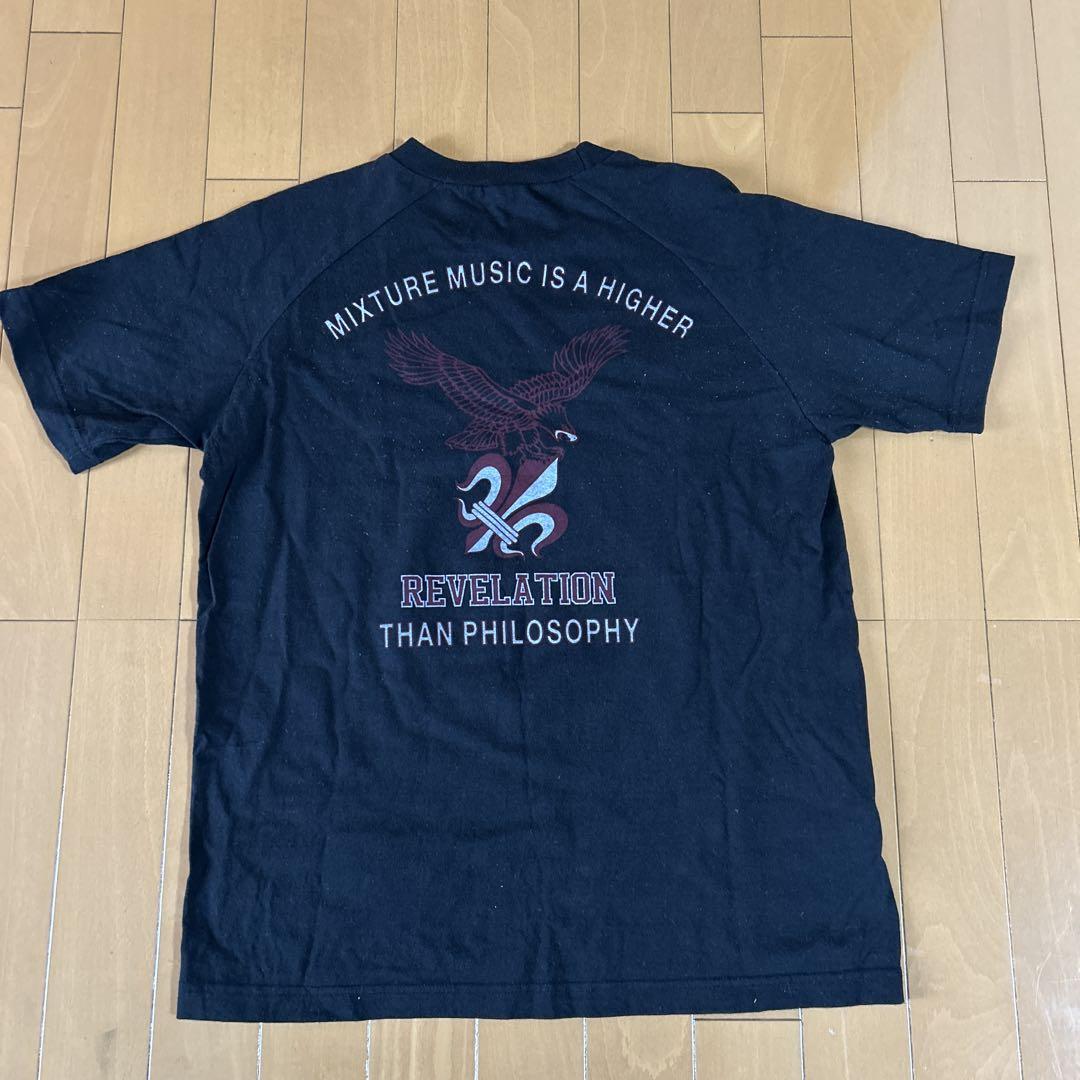 MIXTURE MUSIC IS A HIGHER
REVELATION
THAN PHILOSOPHY